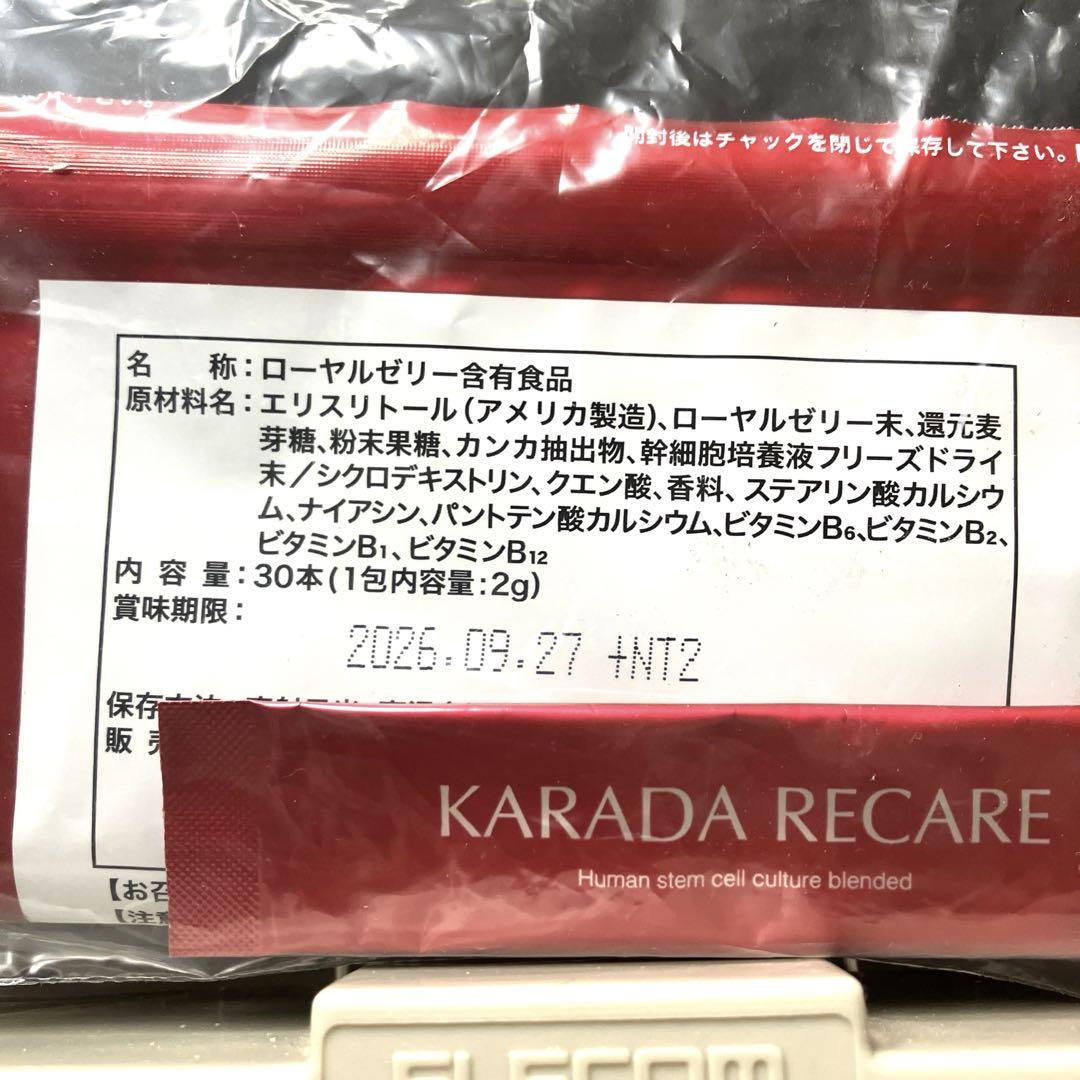 さい。
開封後はチャックを閉じて保存して下さい。
名 称:ローヤルゼリー含有食品
原材料名:エリスリトール(アメリカ製造)、ローヤルゼリー末、還元麦
芽糖、粉末果糖、カンカ抽出物、幹細胞培養液フリーズドライ
末/シクロデキストリン、クエン酸、香料、ステアリン酸カルシウ
ム、ナイアシン、パントテン酸カルシウム、ビタミンB6、ビタミンB2、
ビタミンB1、ビタミンB12
内容量:30本(1包内容量:2g)
賞味期限:
2026.09.27 +NT2
保存
販売
KARADA RECARE
Human stem cell culture blended
【お召
【注意
ELECOM